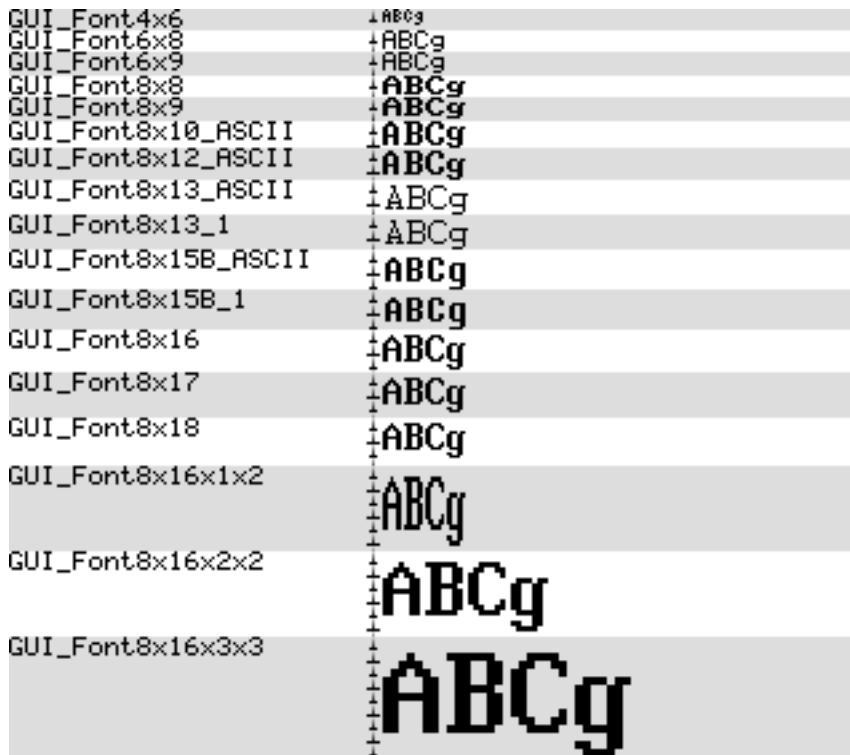 GUI_Font4x6 ABCg
GUI_Font6x8 ABCg
GUI_Font6x9 ABCg
GUI_Font8x8 ABCg
GUI_Font8x9 ABCg
GUI_Font8x10_ASCII ABCg
GUI_Font8x12_ASCII ABCg
GUI_Font8x13_ASCII ABCg
GUI_Font8x13_1 ABCg
GUI_Font8x15B_ASCII ABCg
GUI_Font8x15B_1 ABCg
GUI_Font8x16 ABCg
GUI_Font8x17 ABCg
GUI_Font8x18 ABCg
GUI_Font8x16x1x2 ABCg
GUI_Font8x16x2x2 ABCg
GUI_Font8x16x3x3 ABCg